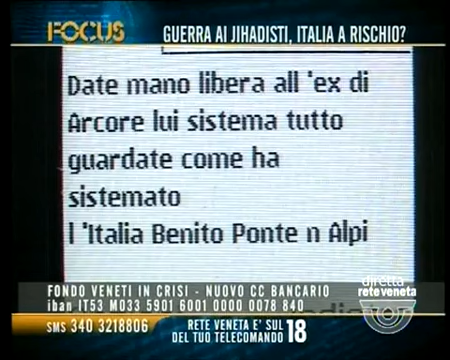 FOCUS
GUERRA AI JIHADISTI, ITALIA A RISCHIO?
Date mano libera all 'ex di
Arcore lui sistema tutto
guardate come ha
sistemato
l 'Italia Benito Ponte n Alpi
FONDO VENETI IN CRISI - NUOVO CC BANCARIO
iban IT53 M033 5901 6001 0000 0078 840
diretta
reteveneta
SMS 340 3218806
RETE VENETA E' SUL
DEL TUO TELECOMANDO 18